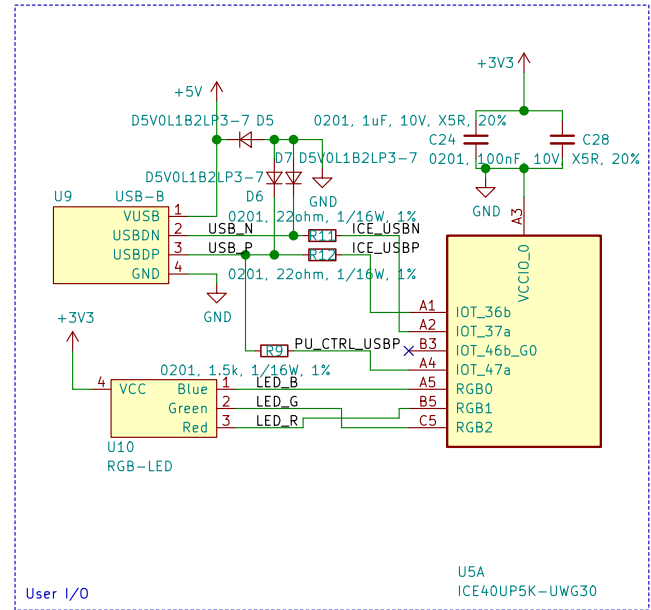 +3V3
+5V
D5V0L1B2LP3-7 D5
0201, 1uF, 10V, X5R, 20%
C24
C28
D7 D5V0L1B2LP3-7
0201, 100nF, 10V, X5R, 20%
D5V0L1B2LP3-7
D6
GND
GND
U9
USB-B
VUSB 1
USBDN 2
USBDP 3
GND 4
0201, 22ohm, 1/16W, 1%
USB_N
R11
ICE_USBN
USB_P
R12
ICE_USBP
0201, 22ohm, 1/16W, 1%
GND
A3
VCCIO_0
A1 IOT_36b
A2 IOT_37a
B3 IOT_46b_G0
A4 IOT_47a
A5 RGB0
B5 RGB1
C5 RGB2
+3V3
R9
PU_CTRL_USBP
0201, 1.5k, 1/16W, 1%
4 VCC
Blue 1
LED_B
Green 2
LED_G
Red 3
LED_R
U10
RGB-LED
U5A
ICE40UP5K-UWG30
User I/O